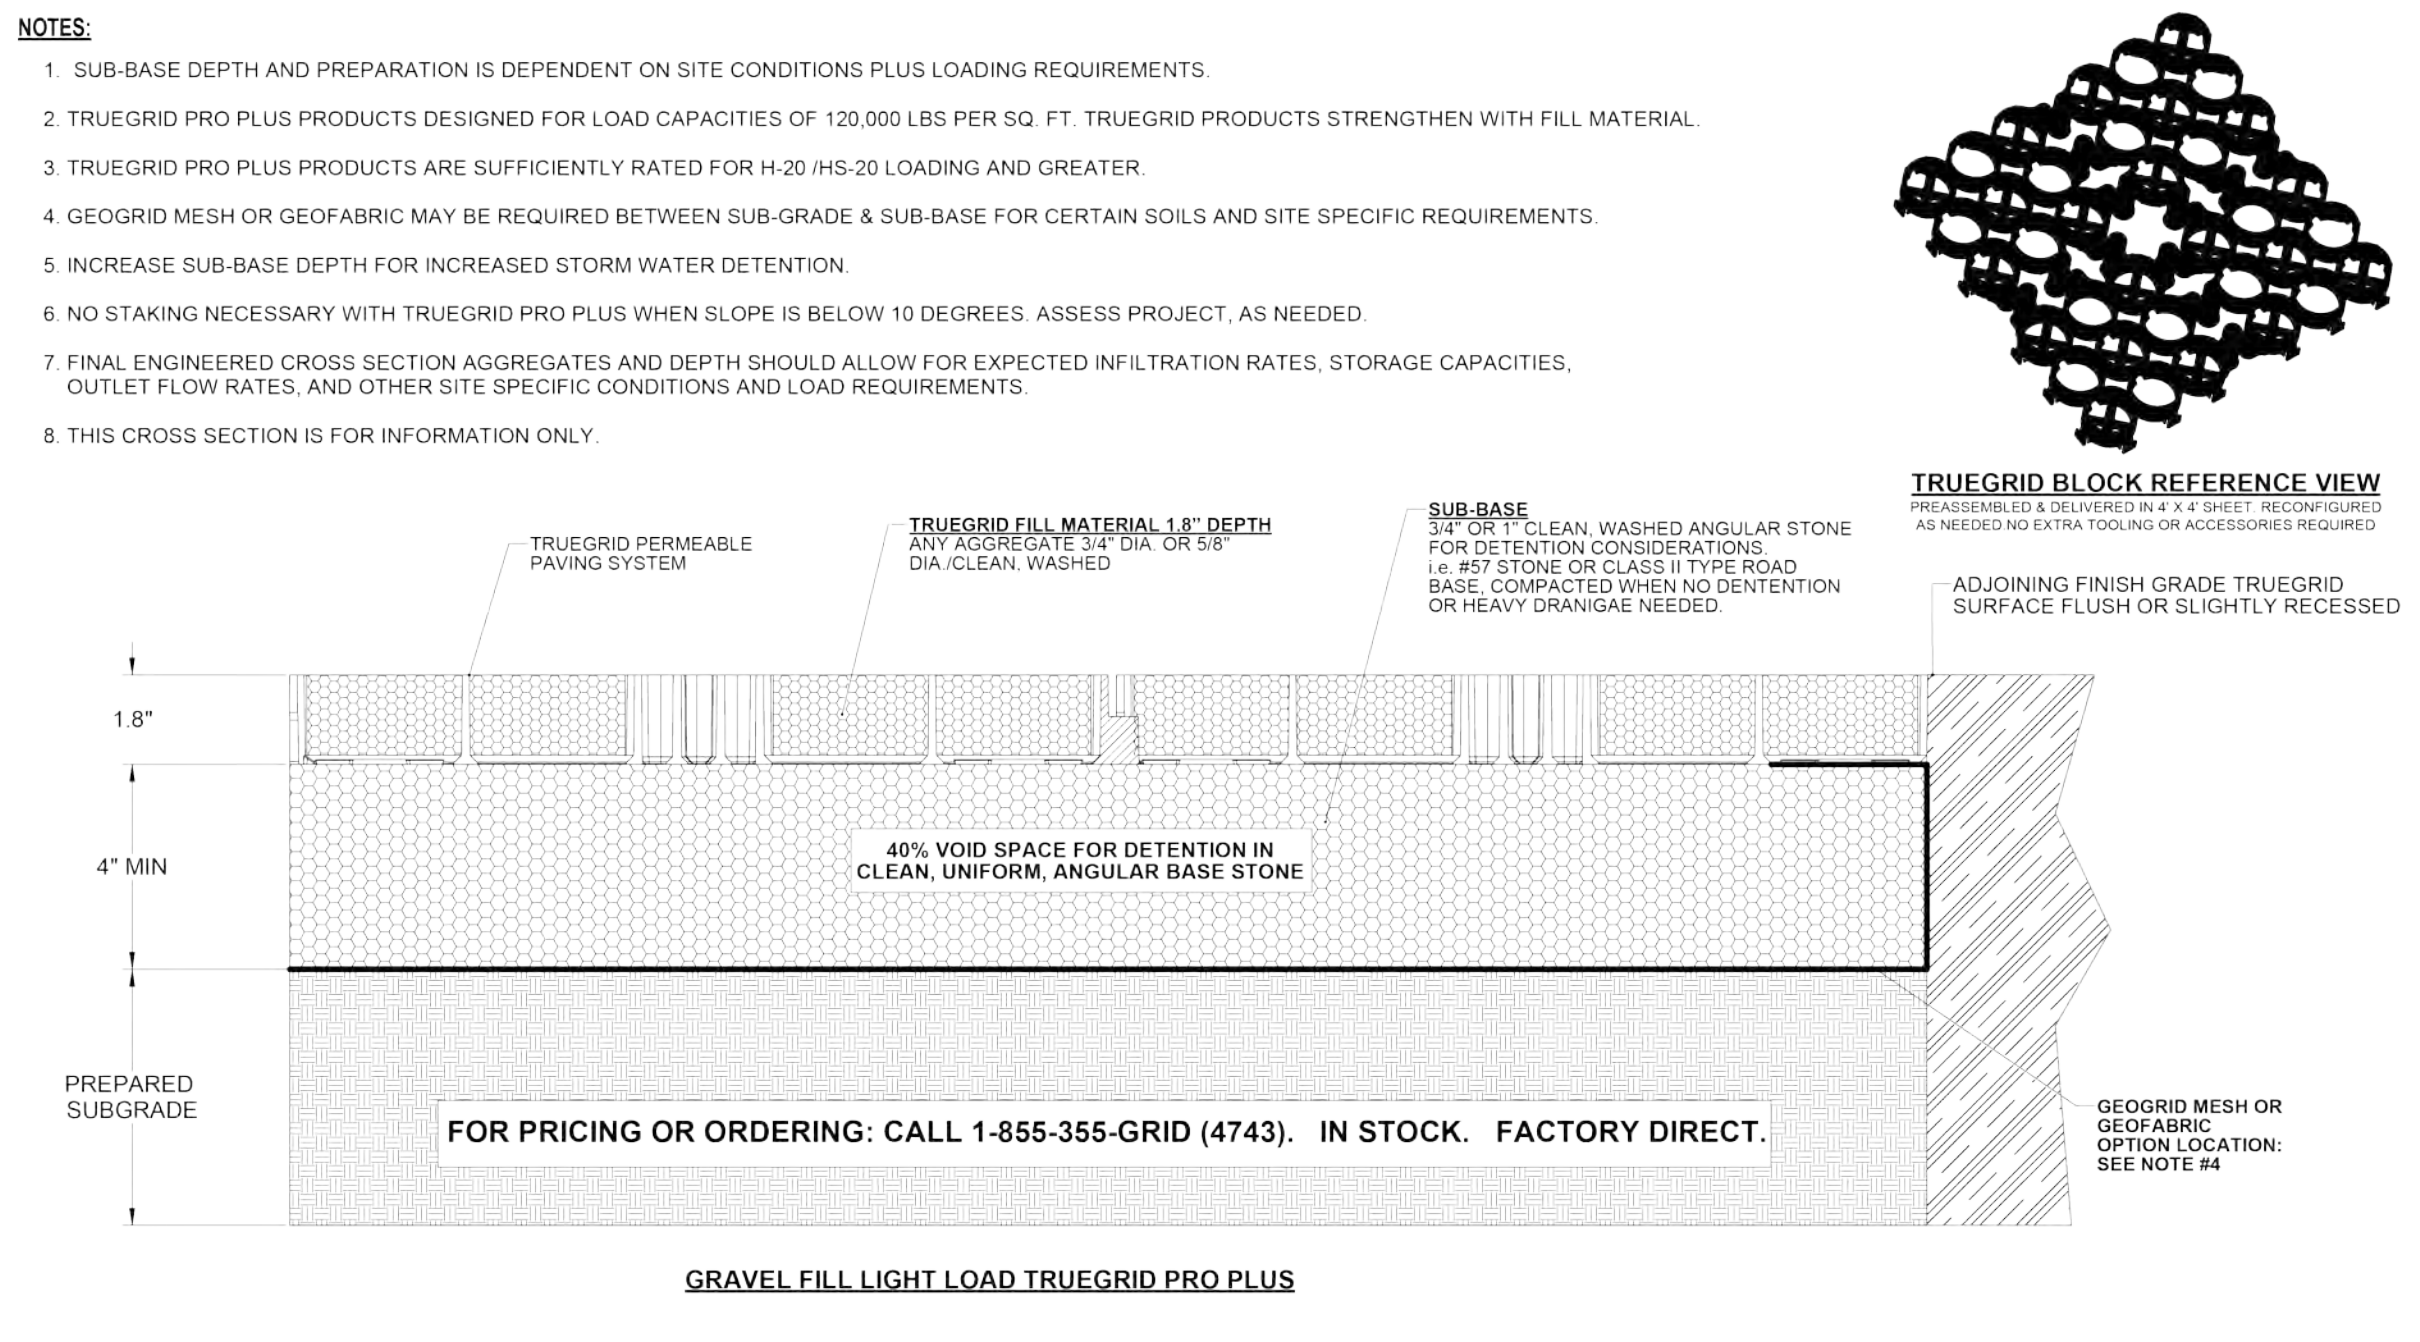 NOTES:
1. SUB-BASE DEPTH AND PREPARATION IS DEPENDENT ON SITE CONDITIONS PLUS LOADING REQUIREMENTS.
2. TRUEGRID PRO PLUS PRODUCTS DESIGNED FOR LOAD CAPACITIES OF 120,000 LBS PER SQ. FT. TRUEGRID PRODUCTS STRENGTHEN WITH FILL MATERIAL.
3. TRUEGRID PRO PLUS PRODUCTS ARE SUFFICIENTLY RATED FOR H-20 /HS-20 LOADING AND GREATER.
4. GEOGRID MESH OR GEOFABRIC MAY BE REQUIRED BETWEEN SUB-GRADE & SUB-BASE FOR CERTAIN SOILS AND SITE SPECIFIC REQUIREMENTS.
5. INCREASE SUB-BASE DEPTH FOR INCREASED STORM WATER DETENTION.
6. NO STAKING NECESSARY WITH TRUEGRID PRO PLUS WHEN SLOPE IS BELOW 10 DEGREES. ASSESS PROJECT, AS NEEDED.
7. FINAL ENGINEERED CROSS SECTION AGGREGATES AND DEPTH SHOULD ALLOW FOR EXPECTED INFILTRATION RATES, STORAGE CAPACITIES,
OUTLET FLOW RATES, AND OTHER SITE SPECIFIC CONDITIONS AND LOAD REQUIREMENTS.
8. THIS CROSS SECTION IS FOR INFORMATION ONLY.
TRUEGRID BLOCK REFERENCE VIEW
PREASSEMBLED & DELIVERED IN 4' X 4' SHEET. RECONFIGURED
AS NEEDED.NO EXTRA TOOLING OR ACCESSORIES REQUIRED
TRUEGRID PERMEABLE
PAVING SYSTEM
TRUEGRID FILL MATERIAL 1.8" DEPTH
ANY AGGREGATE 3/4" DIA. OR 5/8"
DIA./CLEAN, WASHED
SUB-BASE
3/4" OR 1" CLEAN, WASHED ANGULAR STONE
FOR DETENTION CONSIDERATIONS.
i.e. #57 STONE OR CLASS II TYPE ROAD
BASE, COMPACTED WHEN NO DENTENTION
OR HEAVY DRANIGAE NEEDED.
ADJOINING FINISH GRADE TRUEGRID
SURFACE FLUSH OR SLIGHTLY RECESSED
1.8"
4" MIN
40% VOID SPACE FOR DETENTION IN
CLEAN, UNIFORM, ANGULAR BASE STONE
PREPARED
SUBGRADE
FOR PRICING OR ORDERING: CALL 1-855-355-GRID (4743). IN STOCK. FACTORY DIRECT.
GEOGRID MESH OR
GEOFABRIC
OPTION LOCATION:
SEE NOTE #4
GRAVEL FILL LIGHT LOAD TRUEGRID PRO PLUS